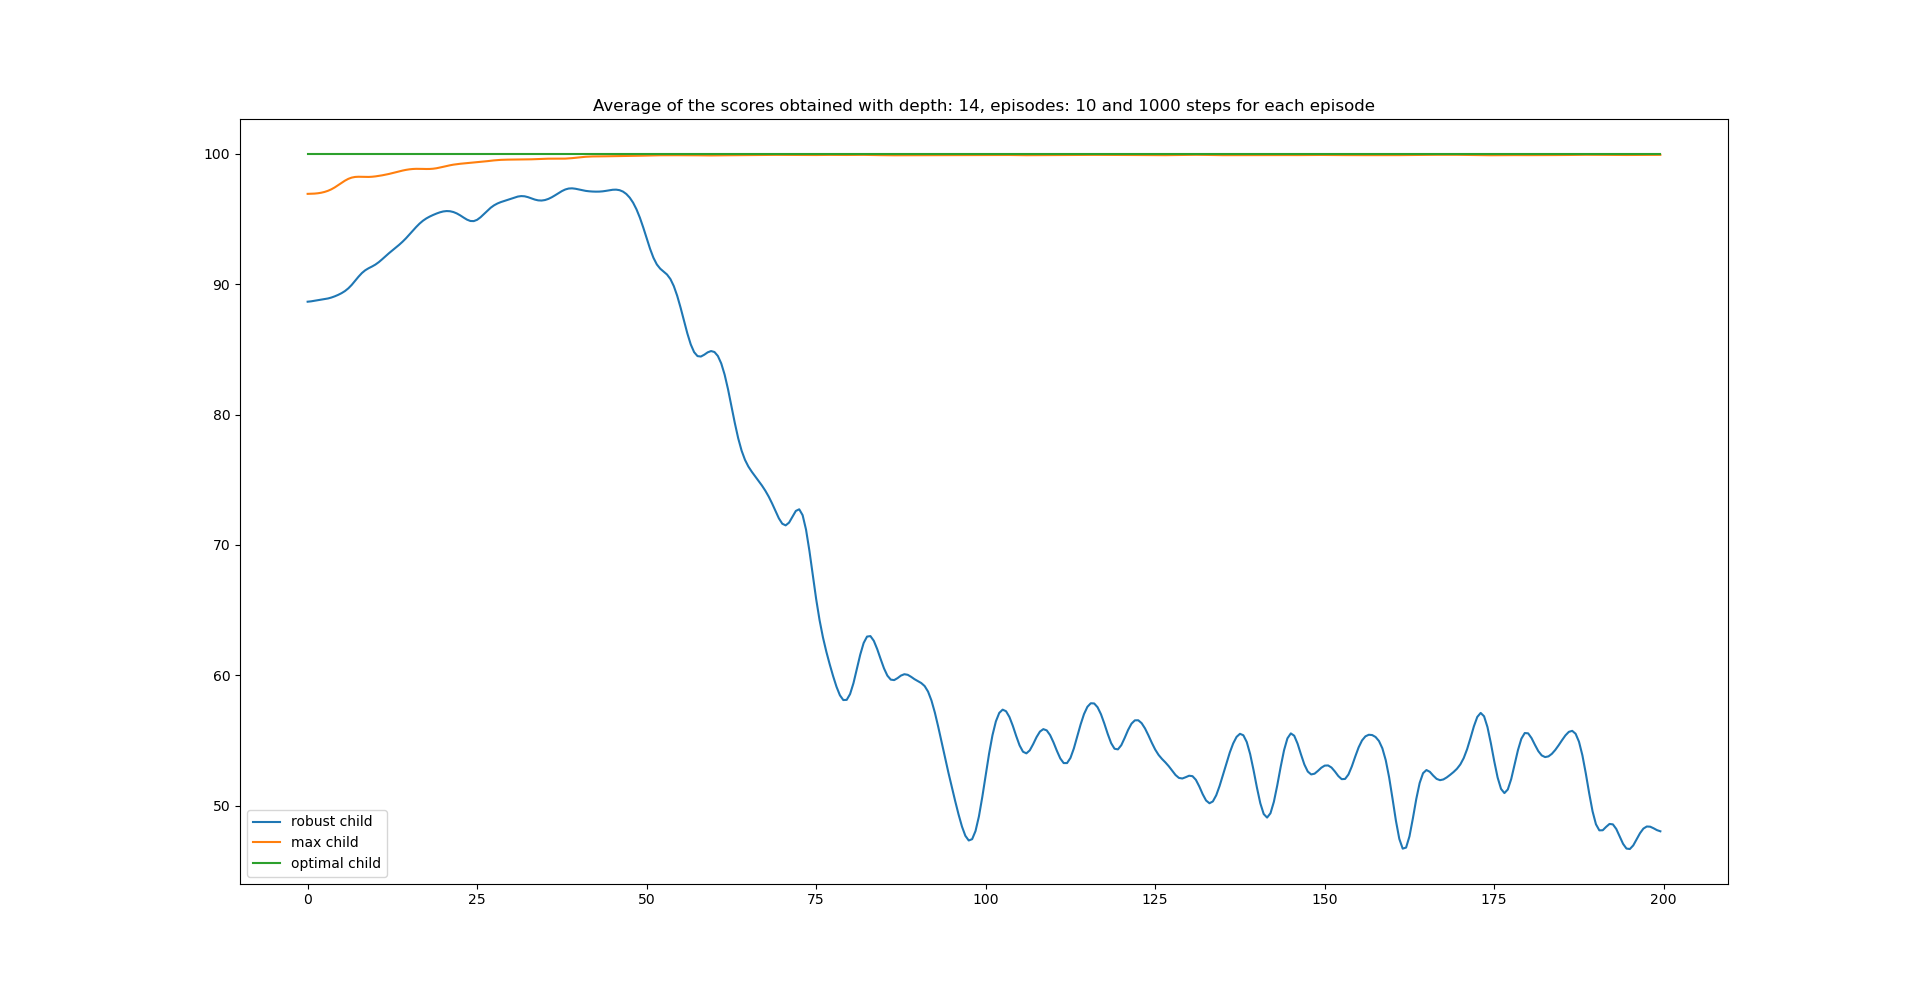 Average of the scores obtained with depth: 14, episodes: 10 and 1000 steps for each episode
100
90
80
70
60
50
robust child
max child
optimal child
0 25 50 75 100 125 150 175 200